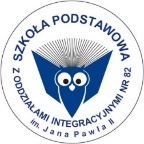 SZKOŁA PODSTAWOWA
Z ODDZIAŁAMI INTEGRACYJNYMI NR 82
im. Jana Pawła II